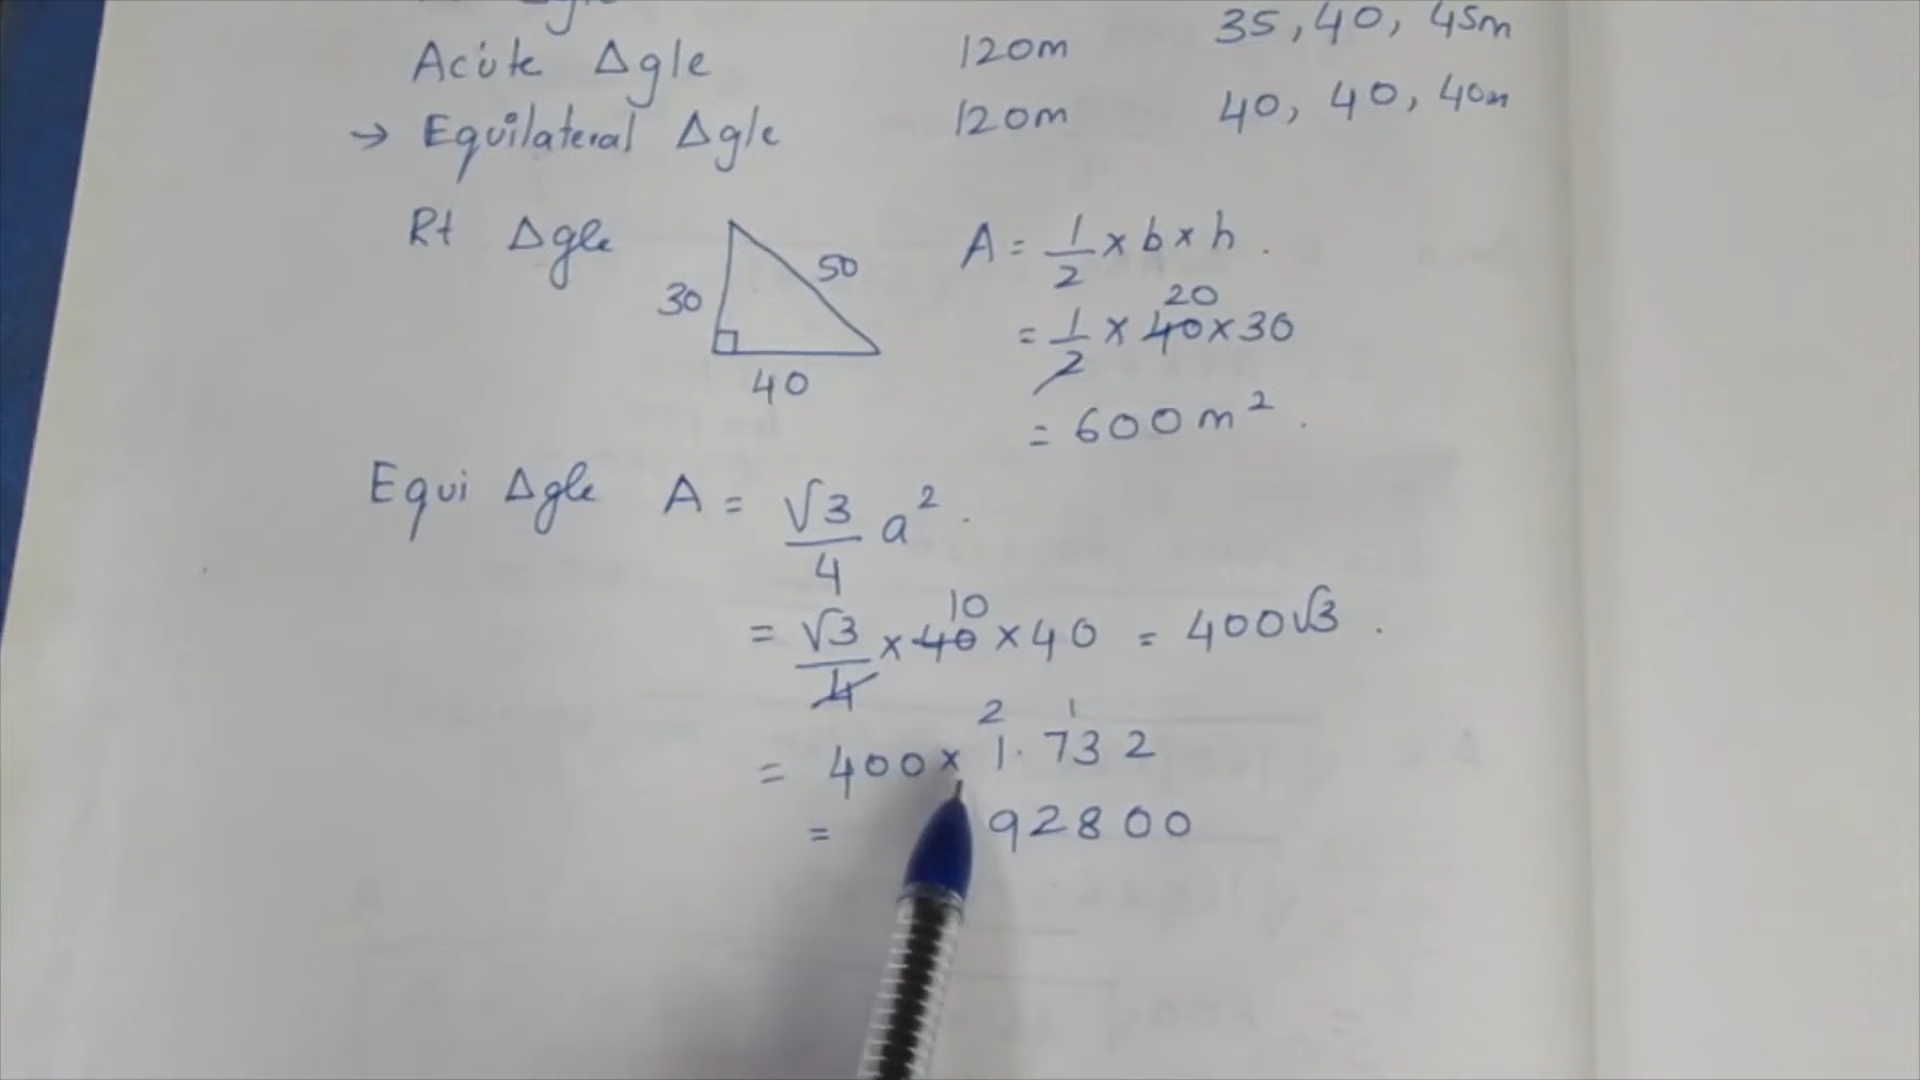 Acute Δgle 120m 35, 40, 45m
→ Equilateral Δgle 120m 40, 40, 40m
Rt Δgle 30 50 40 A = 1/2 × b × h .
20
= 1/2 × 40 × 30
= 600 m²
Equi Δgle A = √3/4 a² .
10
= √3/4 × 40 × 40 = 400√3 .
2 1
= 400 × 1.732
= 92800